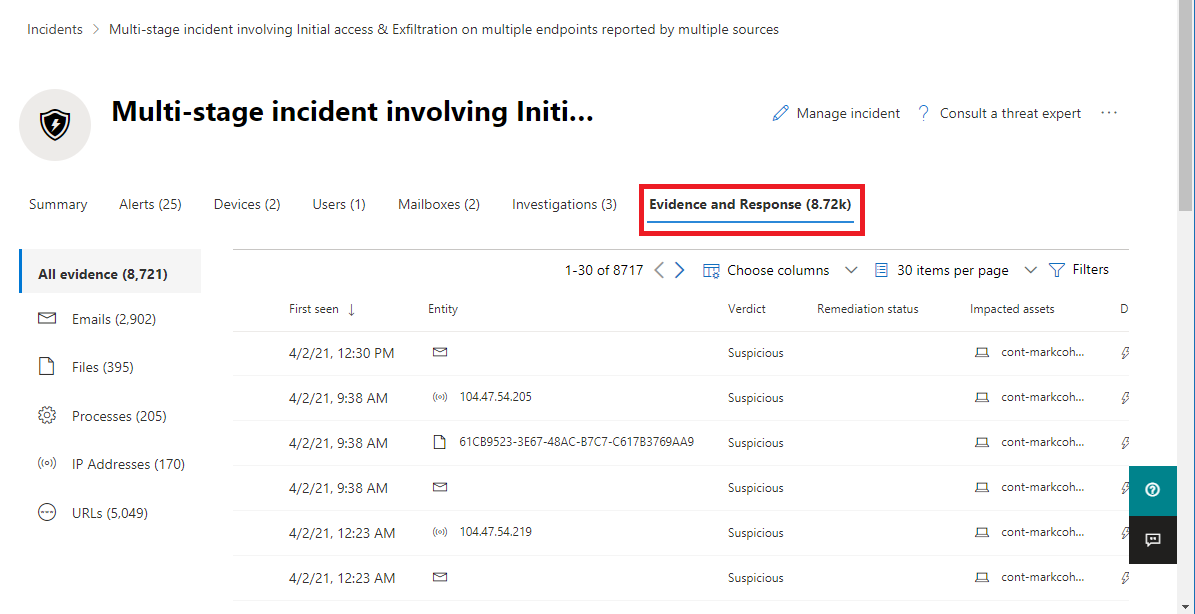 Incidents > Multi-stage incident involving Initial access & Exfiltration on multiple endpoints reported by multiple sources
Multi-stage incident involving Initi...
Manage incident ? Consult a threat expert ...
Summary Alerts (25) Devices (2) Users (1) Mailboxes (2) Investigations (3) Evidence and Response (8.72k)
All evidence (8,721)
Emails (2,902)
Files (395)
Processes (205)
IP Addresses (170)
URLs (5,049)
1-30 of 8717 Choose columns 30 items per page Filters
First seen ↓ Entity Verdict Remediation status Impacted assets D
4/2/21, 12:30 PM Suspicious cont-markcoh...
4/2/21, 9:38 AM 104.47.54.205 Suspicious cont-markcoh...
4/2/21, 9:38 AM 61CB9523-3E67-48AC-B7C7-C617B3769AA9 Suspicious cont-markcoh...
4/2/21, 9:38 AM Suspicious cont-markcoh...
4/2/21, 12:23 AM 104.47.54.219 Suspicious cont-markcoh...
4/2/21, 12:23 AM Suspicious cont-markcoh...